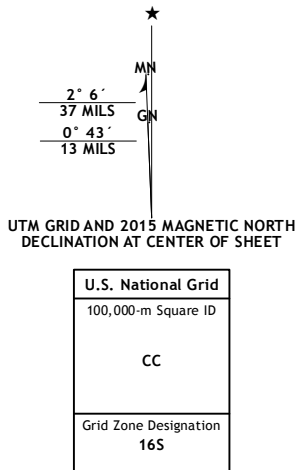 MN
2° 6´
37 MILS
GN
0° 43´
13 MILS
UTM GRID AND 2015 MAGNETIC NORTH
DECLINATION AT CENTER OF SHEET
U.S. National Grid
100,000-m Square ID
CC
Grid Zone Designation
16S